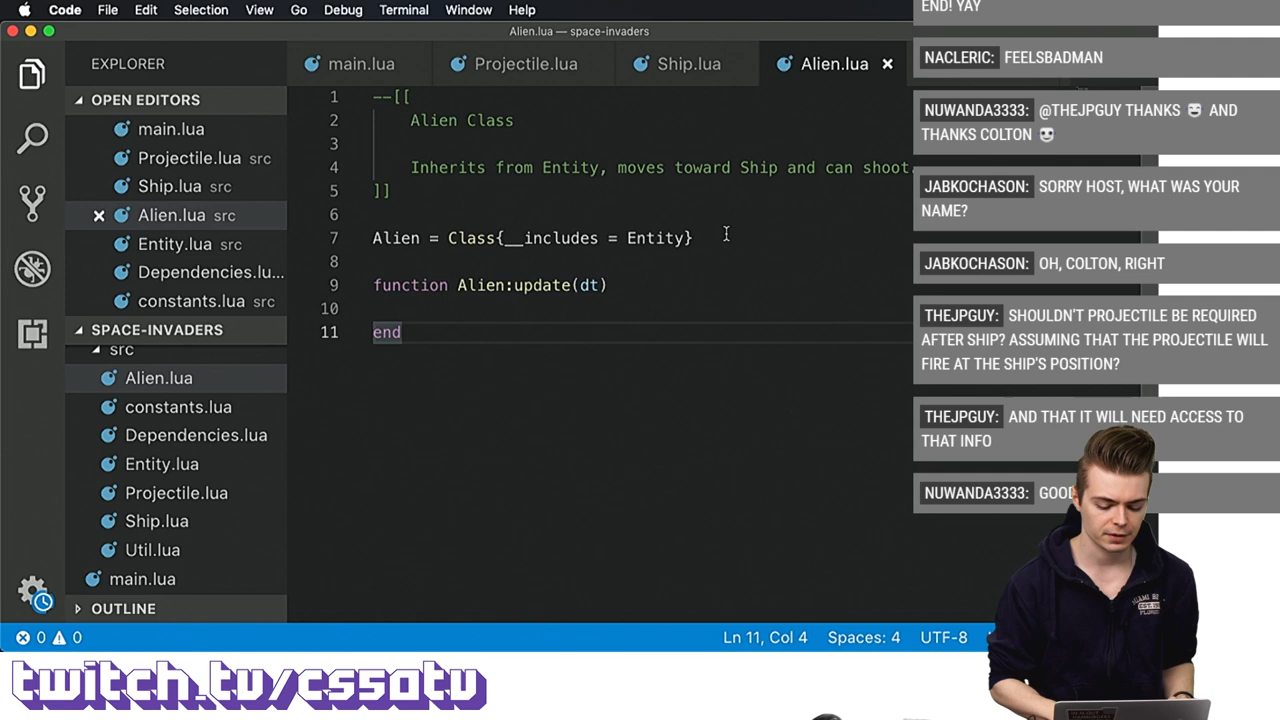 Code File Edit Selection View Go Debug Terminal Window Help
Alien.lua — space-invaders
EXPLORER
OPEN EDITORS
main.lua
Projectile.lua src
Ship.lua src
Alien.lua src
Entity.lua src
Dependencies.lu...
constants.lua src
SPACE-INVADERS
src
Alien.lua
constants.lua
Dependencies.lua
Entity.lua
Projectile.lua
Ship.lua
Util.lua
main.lua
OUTLINE
main.lua Projectile.lua Ship.lua Alien.lua
1 --[[
2 Alien Class
3
4 Inherits from Entity, moves toward Ship and can shoot.
5 ]]
6
7 Alien = Class{__includes = Entity}
8
9 function Alien:update(dt)
10
11 end
0 0 Ln 11, Col 4 Spaces: 4 UTF-8
END! YAY
NACLERIC: FEELSBADMAN
NUWANDA3333: @THEJPGUY THANKS AND
THANKS COLTON
JABKOCHASON: SORRY HOST, WHAT WAS YOUR
NAME?
JABKOCHASON: OH, COLTON, RIGHT
THEJPGUY: SHOULDN'T PROJECTILE BE REQUIRED
AFTER SHIP? ASSUMING THAT THE PROJECTILE WILL
FIRE AT THE SHIP'S POSITION?
THEJPGUY: AND THAT IT WILL NEED ACCESS TO
THAT INFO
NUWANDA3333:
twitch.tv/cs50tv